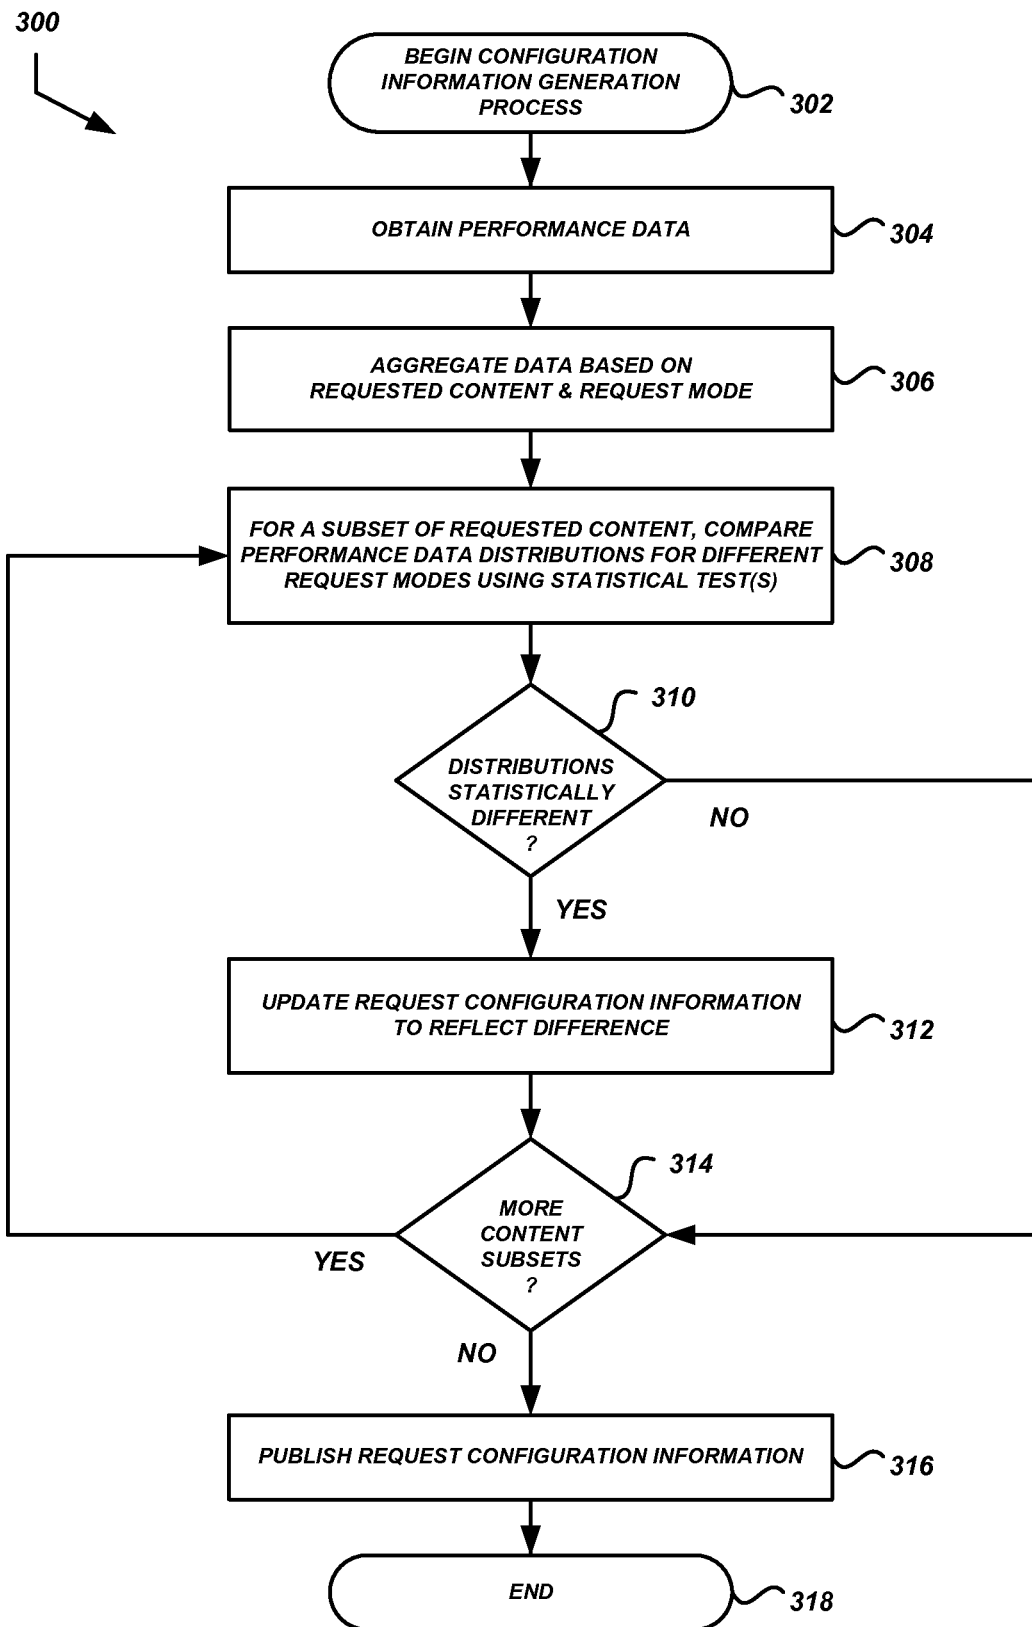 300
BEGIN CONFIGURATION
INFORMATION GENERATION
PROCESS
302
OBTAIN PERFORMANCE DATA
304
AGGREGATE DATA BASED ON
REQUESTED CONTENT & REQUEST MODE
306
FOR A SUBSET OF REQUESTED CONTENT, COMPARE
PERFORMANCE DATA DISTRIBUTIONS FOR DIFFERENT
REQUEST MODES USING STATISTICAL TEST(S)
308
310
DISTRIBUTIONS
STATISTICALLY
DIFFERENT
?
NO
YES
UPDATE REQUEST CONFIGURATION INFORMATION
TO REFLECT DIFFERENCE
312
314
MORE
CONTENT
SUBSETS
?
YES
NO
PUBLISH REQUEST CONFIGURATION INFORMATION
316
END
318